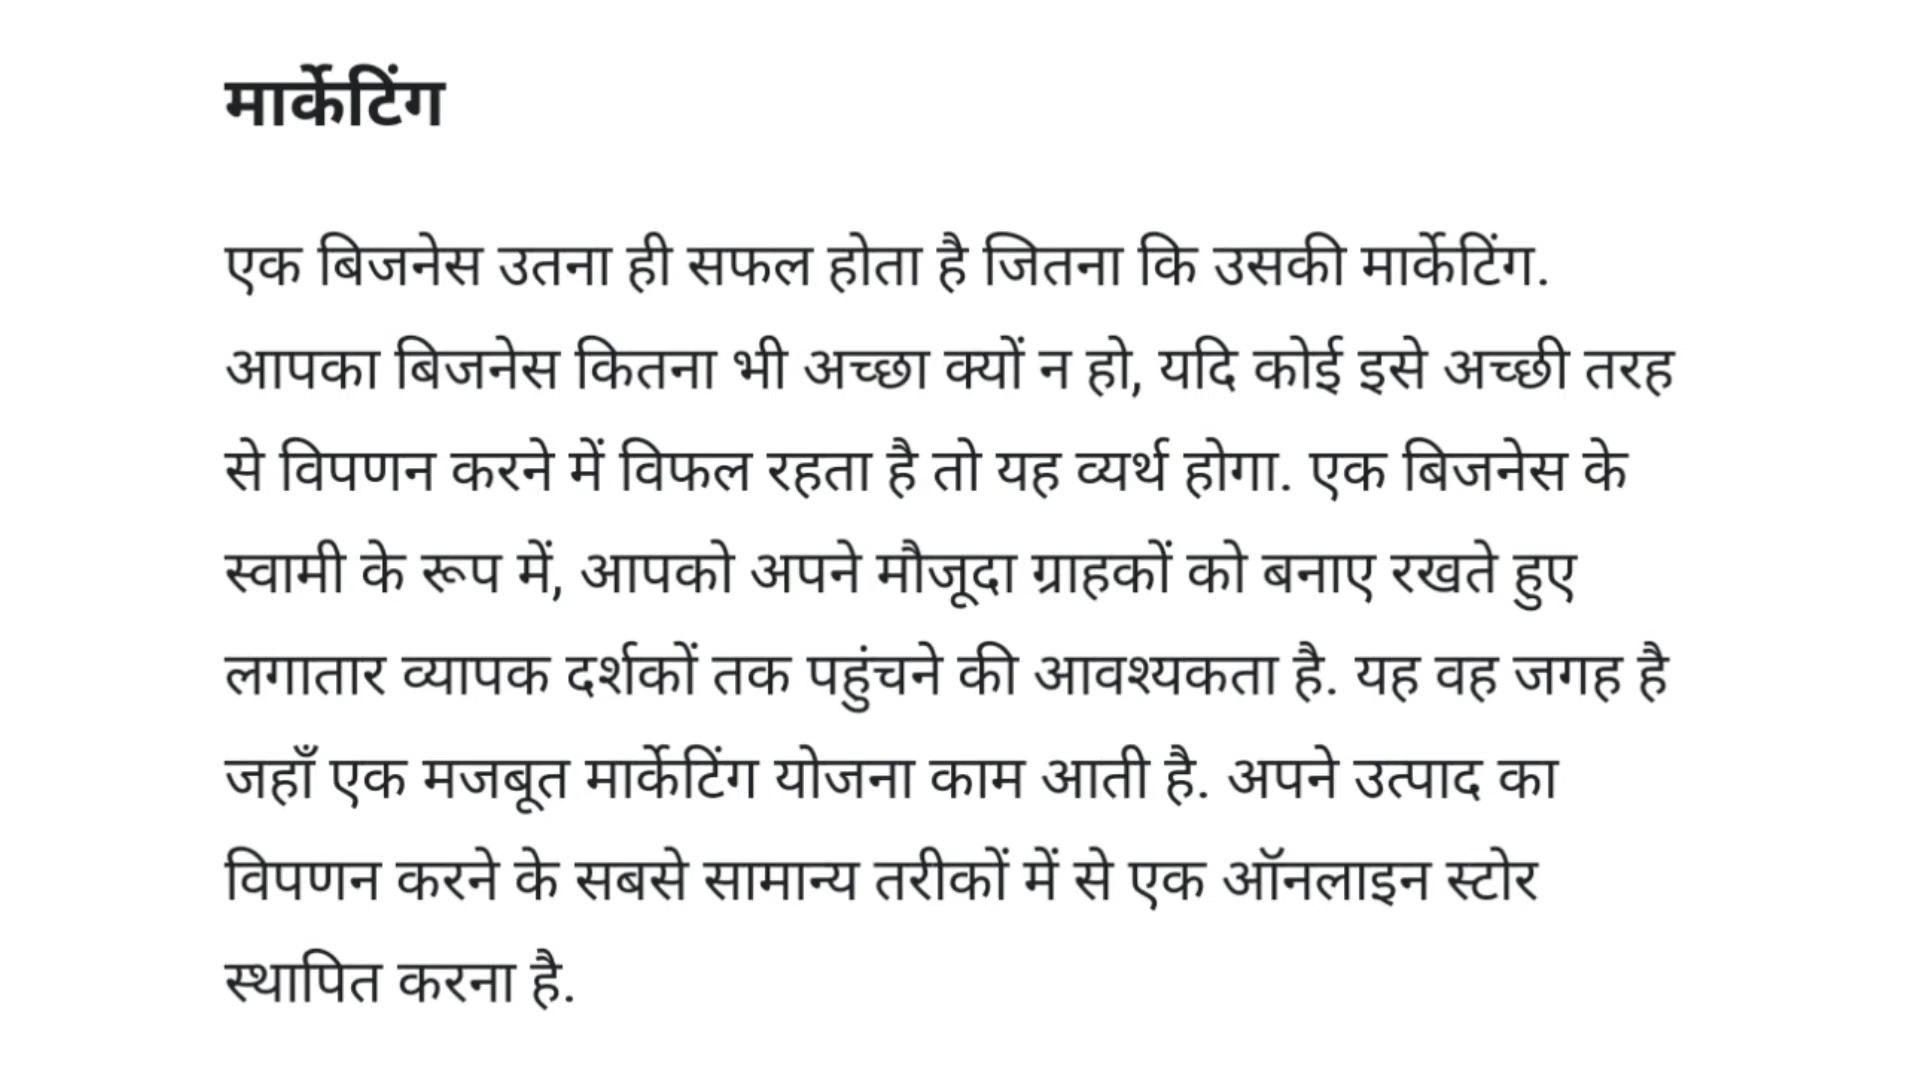 मार्केटिंग
एक बिजनेस उतना ही सफल होता है जितना कि उसकी मार्केटिंग.
आपका बिजनेस कितना भी अच्छा क्यों न हो, यदि कोई इसे अच्छी तरह
से विपणन करने में विफल रहता है तो यह व्यर्थ होगा. एक बिजनेस के
स्वामी के रूप में, आपको अपने मौजूदा ग्राहकों को बनाए रखते हुए
लगातार व्यापक दर्शकों तक पहुंचने की आवश्यकता है. यह वह जगह है
जहाँ एक मजबूत मार्केटिंग योजना काम आती है. अपने उत्पाद का
विपणन करने के सबसे सामान्य तरीकों में से एक ऑनलाइन स्टोर
स्थापित करना है.